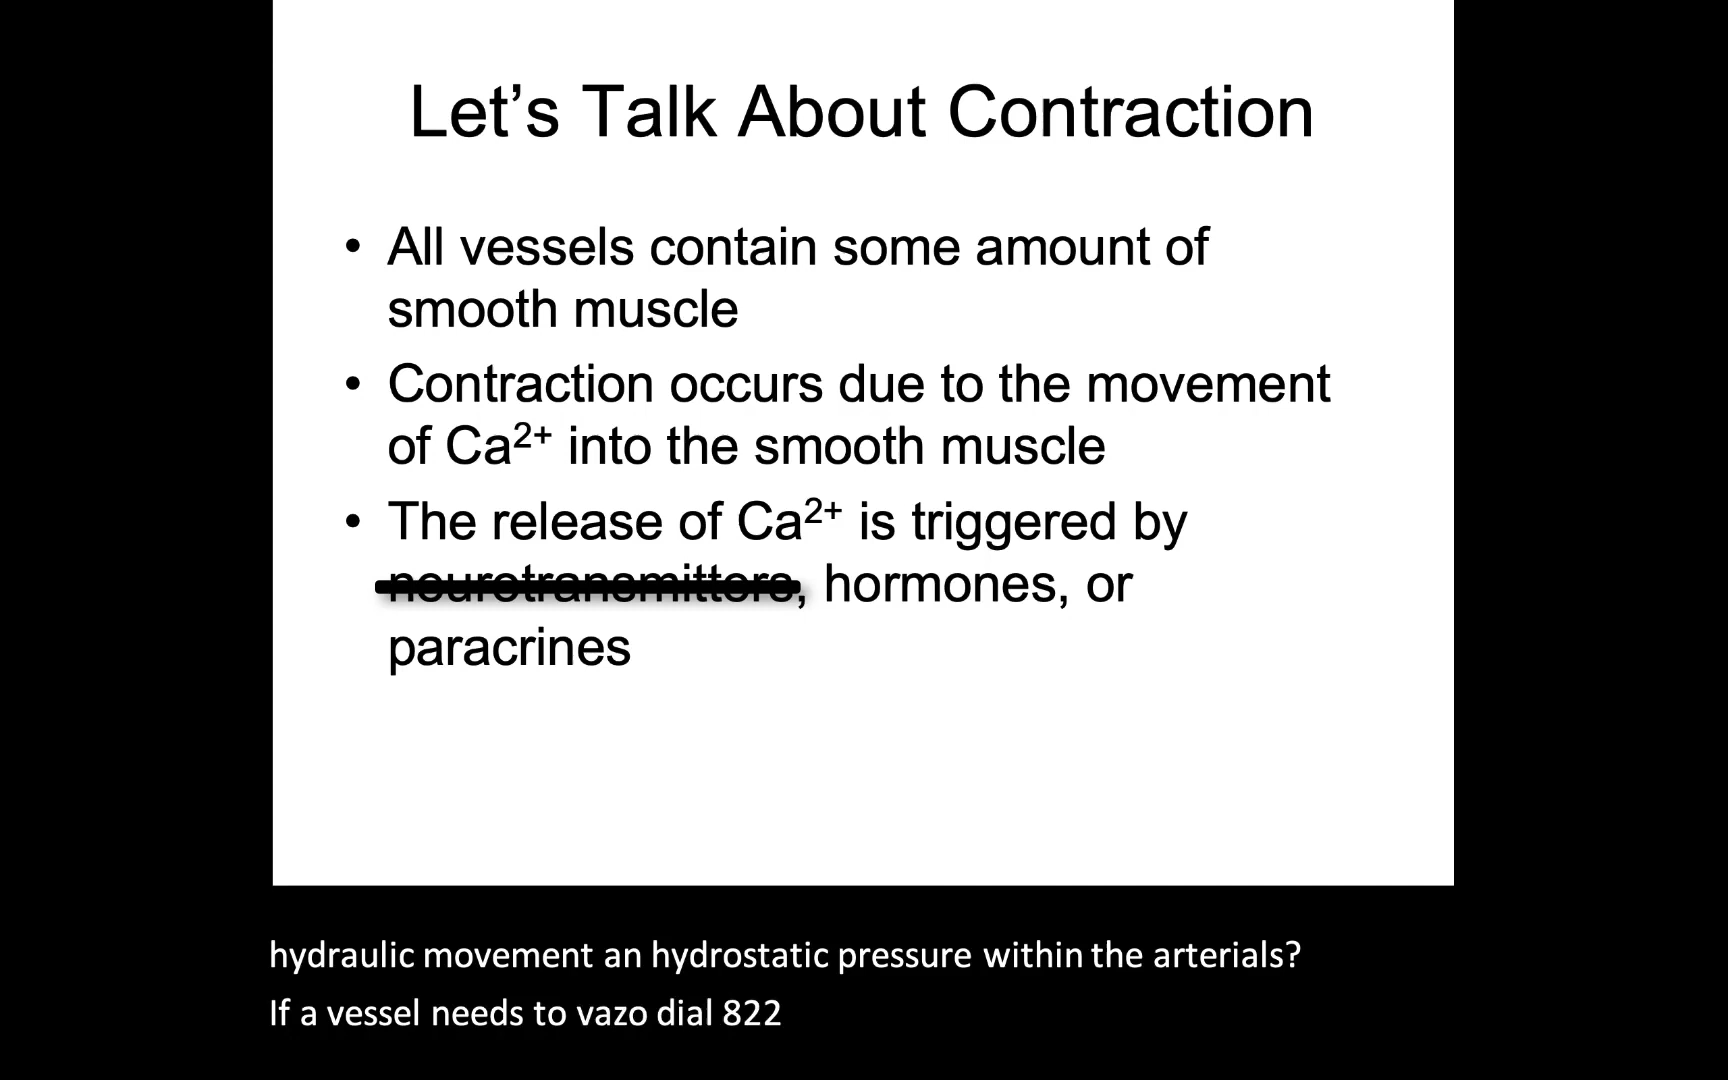 Let’s Talk About Contraction
• All vessels contain some amount of
smooth muscle
• Contraction occurs due to the movement
of Ca²⁺ into the smooth muscle
• The release of Ca²⁺ is triggered by
neurotransmitters, hormones, or
paracrines
hydraulic movement an hydrostatic pressure within the arterials?
If a vessel needs to vazo dial 822